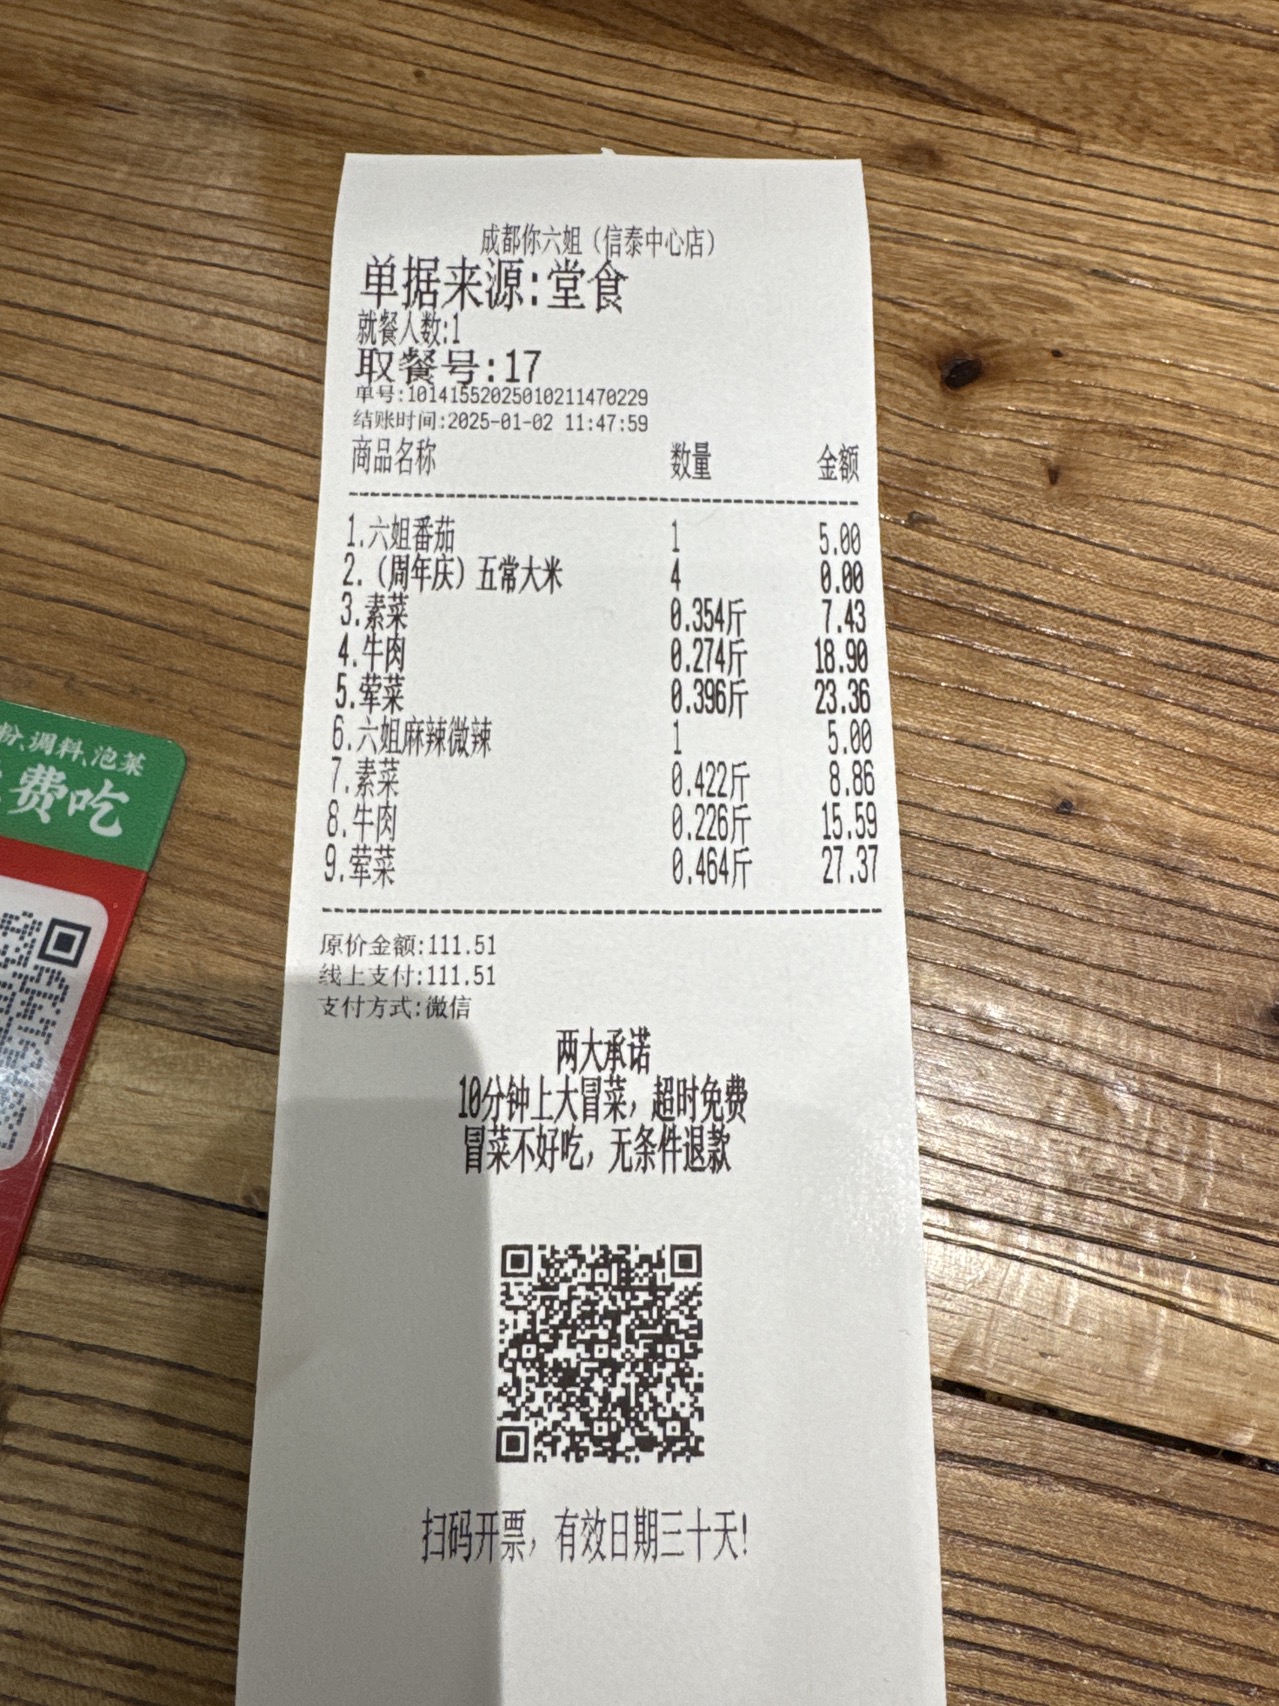 成都你六姐（信泰中心店）
单据来源:堂食
就餐人数:1
取餐号:17
单号:101415520250102114702​29
结账时间:2025-01-02 11:47:59
商品名称 数量 金额
1.六姐番茄 1 5.00
2.（周年庆）五常大米 4 0.00
3.素菜 0.354斤 7.43
4.牛肉 0.274斤 18.90
5.荤菜 0.396斤 23.36
6.六姐麻辣微辣 1 5.00
7.素菜 0.422斤 8.86
8.牛肉 0.226斤 15.59
9.荤菜 0.464斤 27.37
原价金额:111.51
线上支付:111.51
支付方式:微信
两大承诺
10分钟上大冒菜，超时免费
冒菜不好吃，无条件退款
扫码开票，有效日期三十天!
粉、调料、泡菜
费吃